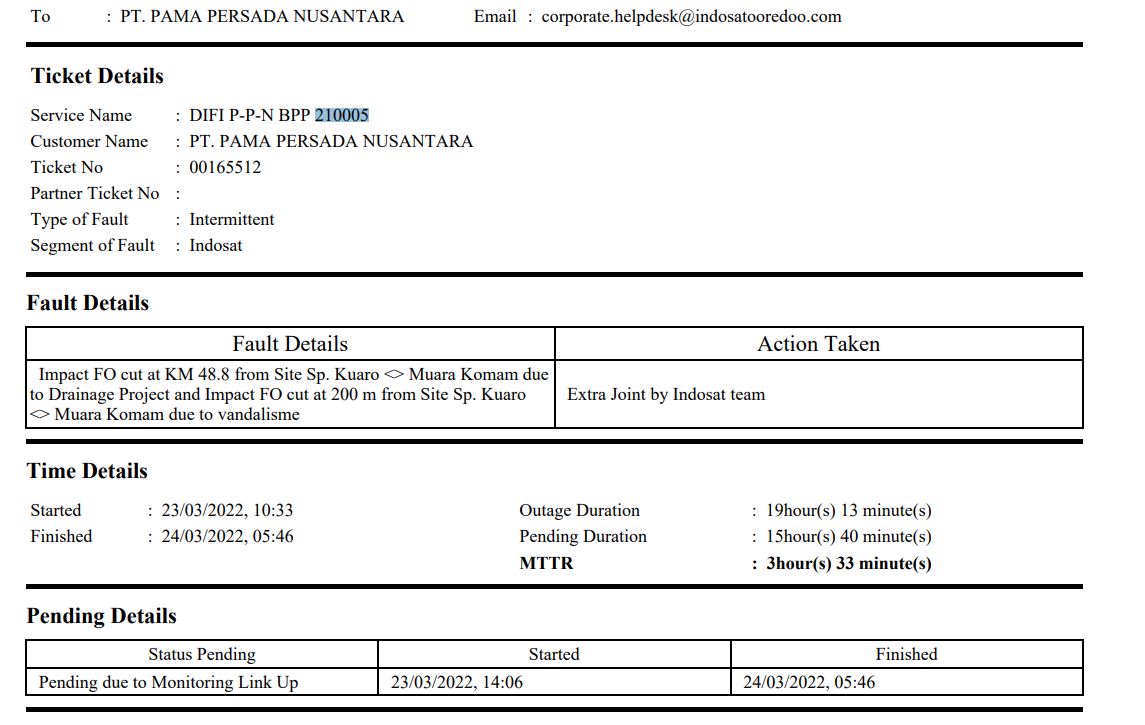 To : PT. PAMA PERSADA NUSANTARA Email : corporate.helpdesk@indosatooredoo.com
Ticket Details
Service Name : DIFI P-P-N BPP 210005
Customer Name : PT. PAMA PERSADA NUSANTARA
Ticket No : 00165512
Partner Ticket No :
Type of Fault : Intermittent
Segment of Fault : Indosat
Fault Details
Fault Details Action Taken
Impact FO cut at KM 48.8 from Site Sp. Kuaro <> Muara Komam due
to Drainage Project and Impact FO cut at 200 m from Site Sp. Kuaro
<> Muara Komam due to vandalisme
Extra Joint by Indosat team
Time Details
Started : 23/03/2022, 10:33 Outage Duration : 19hour(s) 13 minute(s)
Finished : 24/03/2022, 05:46 Pending Duration : 15hour(s) 40 minute(s)
MTTR : 3hour(s) 33 minute(s)
Pending Details
Status Pending Started Finished
Pending due to Monitoring Link Up 23/03/2022, 14:06 24/03/2022, 05:46